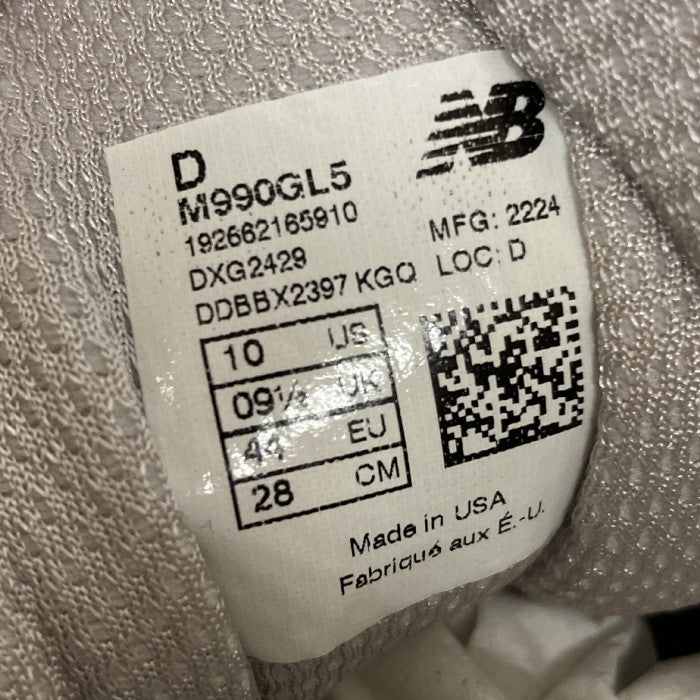 NB
D
M990GL5
192662165910
DXG2429
DDBBX2397 KGQ
MFG: 2224
LOC: D
10 US
09½ UK
44 EU
28 CM
Made in USA
Fabriqué aux É.-U.